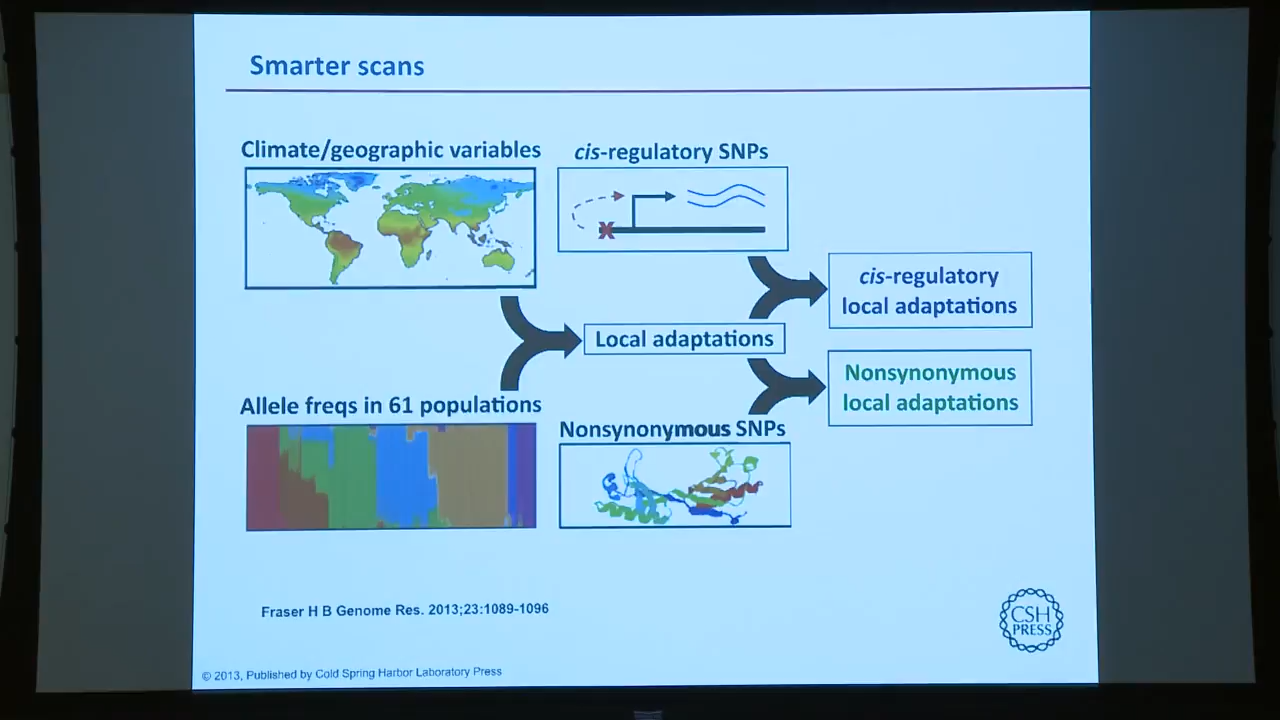 Smarter scans
Climate/geographic variables
cis-regulatory SNPs
X
cis-regulatory
local adaptations
Local adaptations
Nonsynonymous
local adaptations
Allele freqs in 61 populations
Nonsynonymous SNPs
Fraser H B Genome Res. 2013;23:1089-1096
CSH
PRESS
© 2013, Published by Cold Spring Harbor Laboratory Press